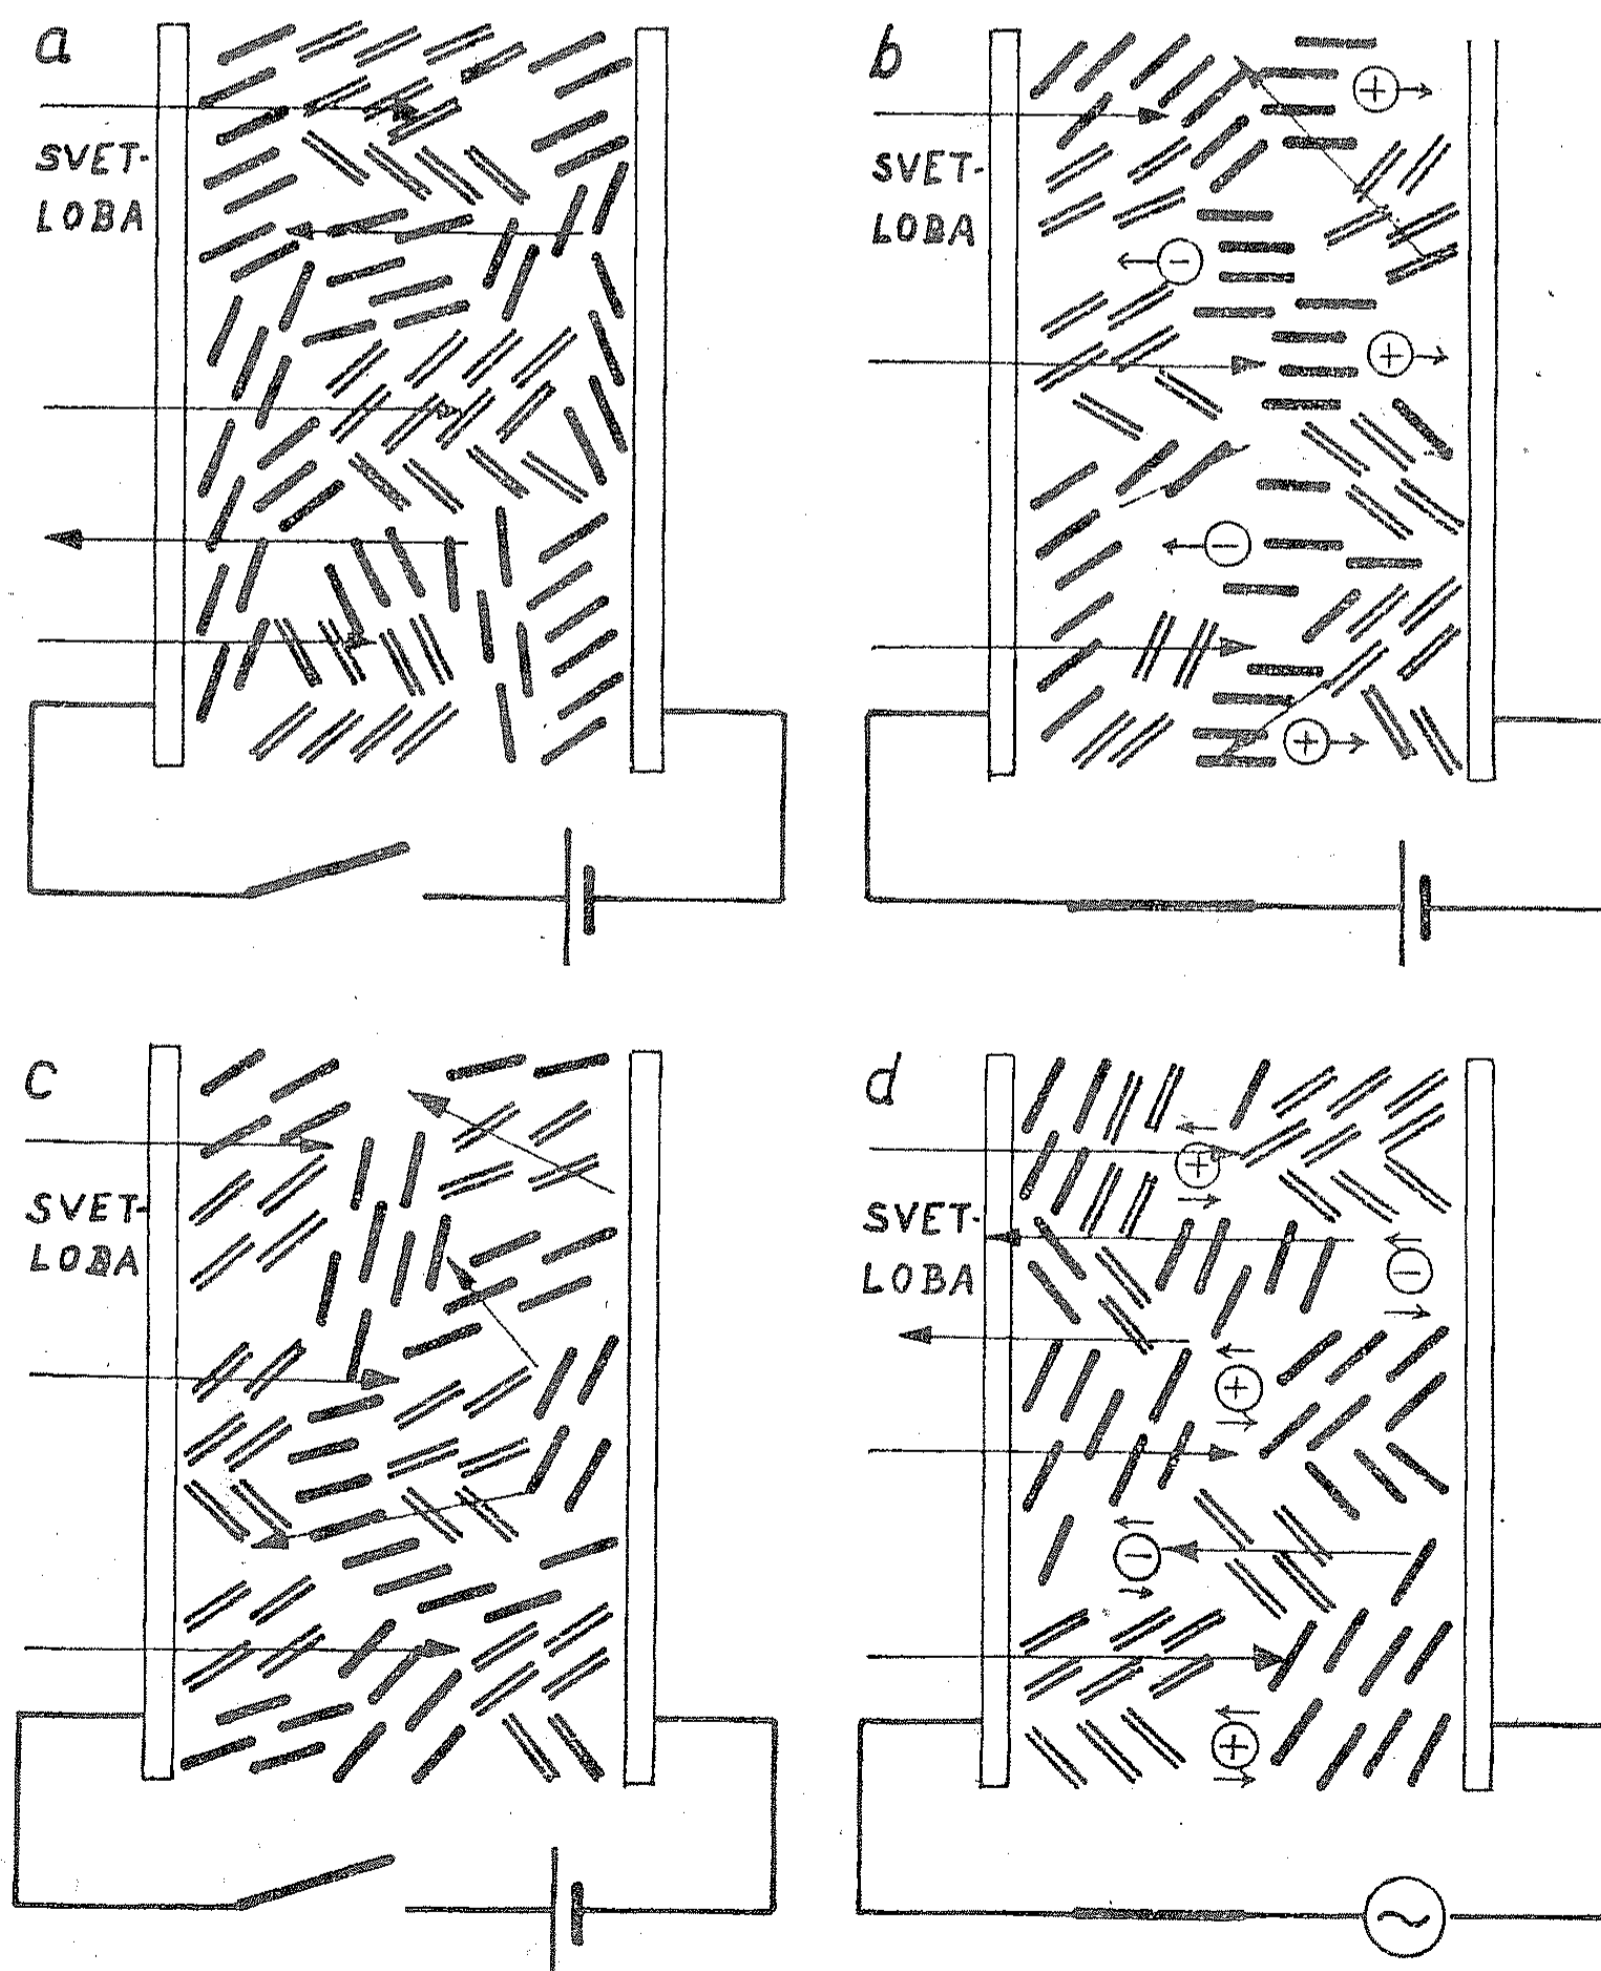 a
SVET-
LOBA
b
+
SVET-
LOBA
-
+
-
+
c
SVET-
LOBA
d
+
SVET-
LOBA
-
+
-
+
~